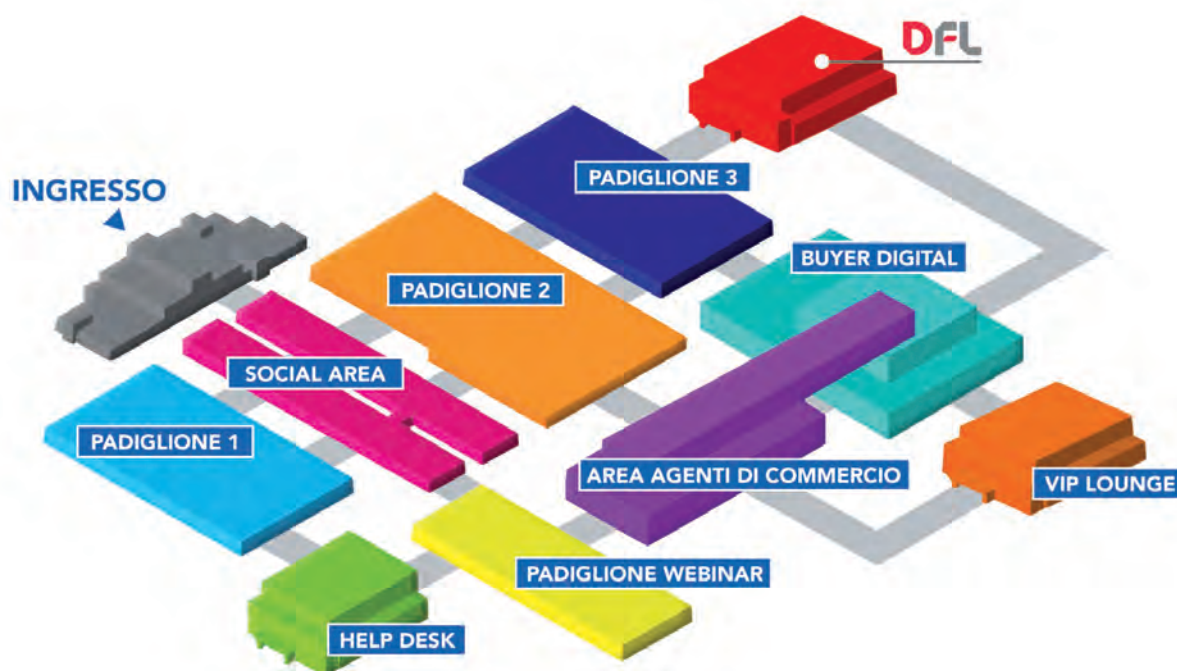 DFL
PADIGLIONE 3
INGRESSO
BUYER DIGITAL
PADIGLIONE 2
SOCIAL AREA
PADIGLIONE 1
AREA AGENTI DI COMMERCIO
VIP LOUNGE
PADIGLIONE WEBINAR
HELP DESK